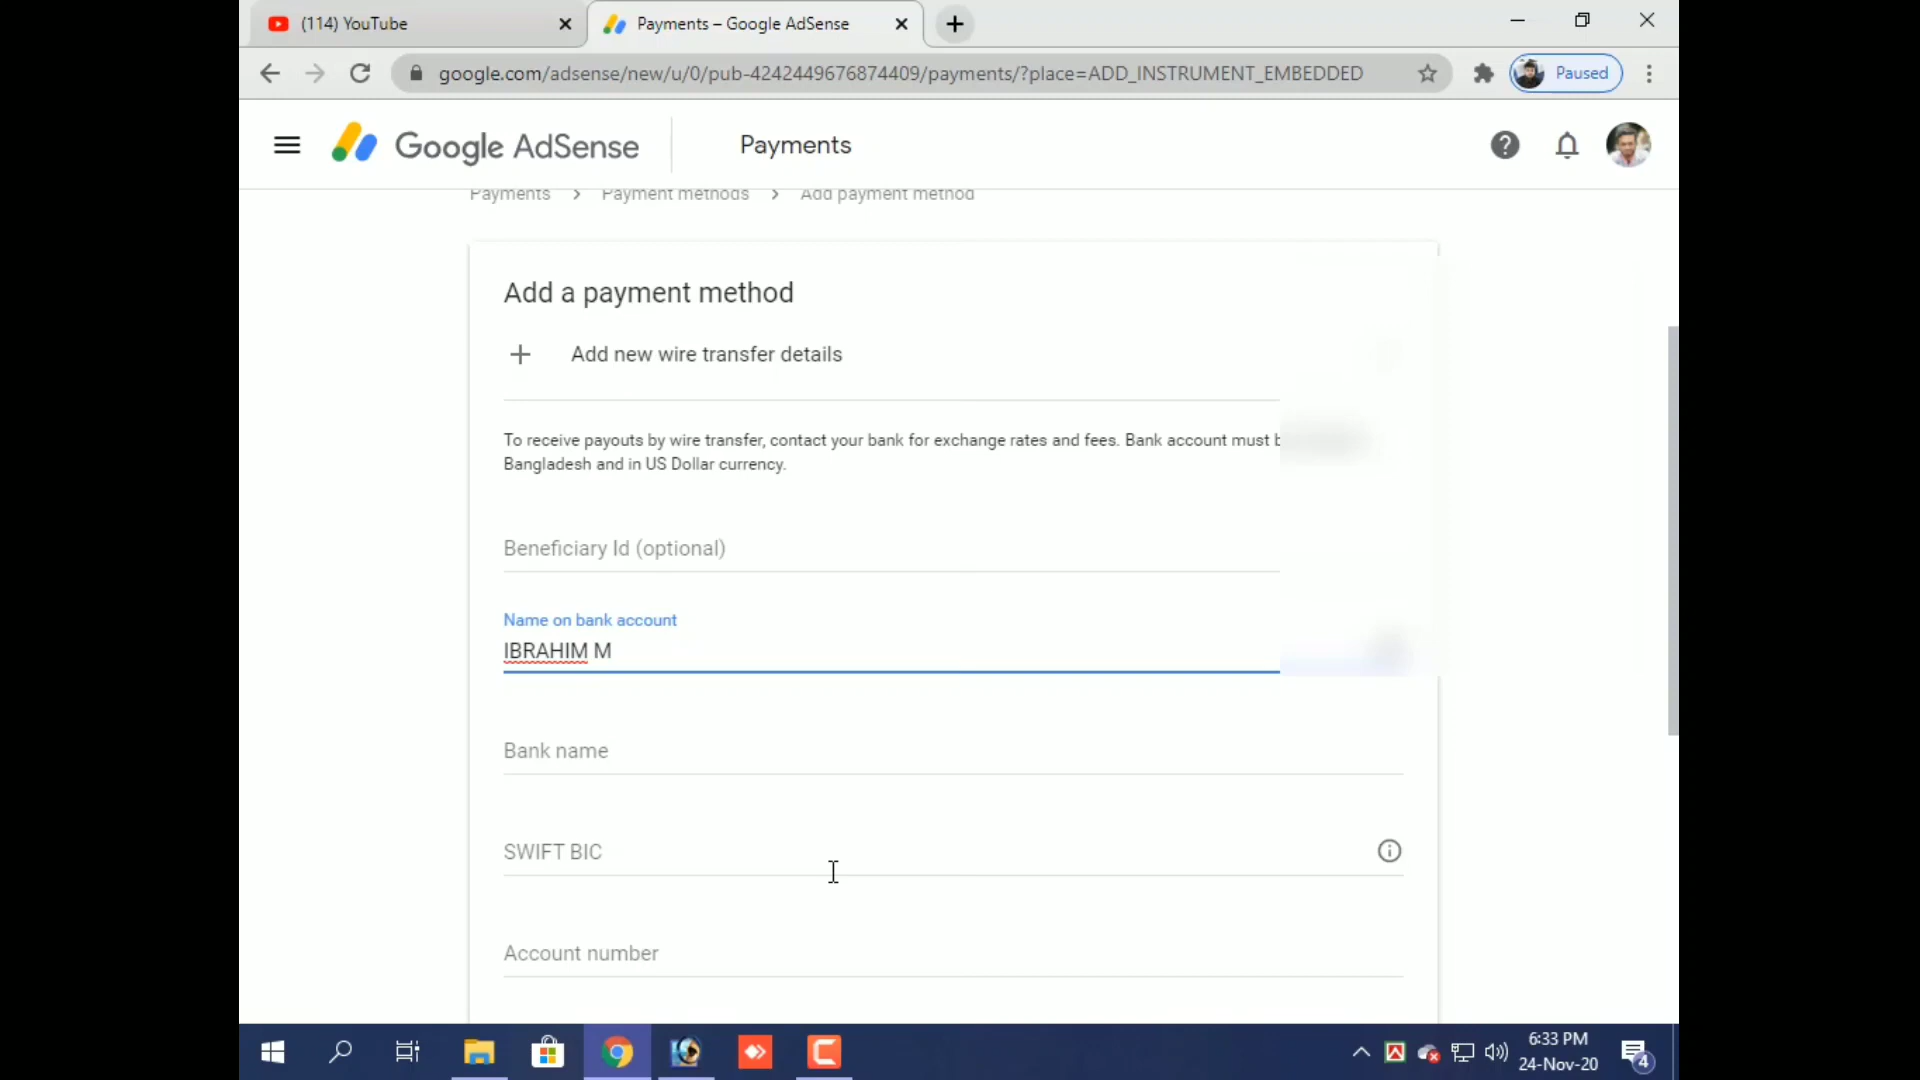 (114) YouTube
Payments – Google AdSense
google.com/adsense/new/u/0/pub-4242449676874409/payments/?place=ADD_INSTRUMENT_EMBEDDED
Paused
Google AdSense
Payments
Payments > Payment methods > Add payment method
Add a payment method
Add new wire transfer details
To receive payouts by wire transfer, contact your bank for exchange rates and fees. Bank account must
Bangladesh and in US Dollar currency.
Beneficiary Id (optional)
Name on bank account
IBRAHIM M
Bank name
SWIFT BIC
Account number
6:33 PM
24-Nov-20
4